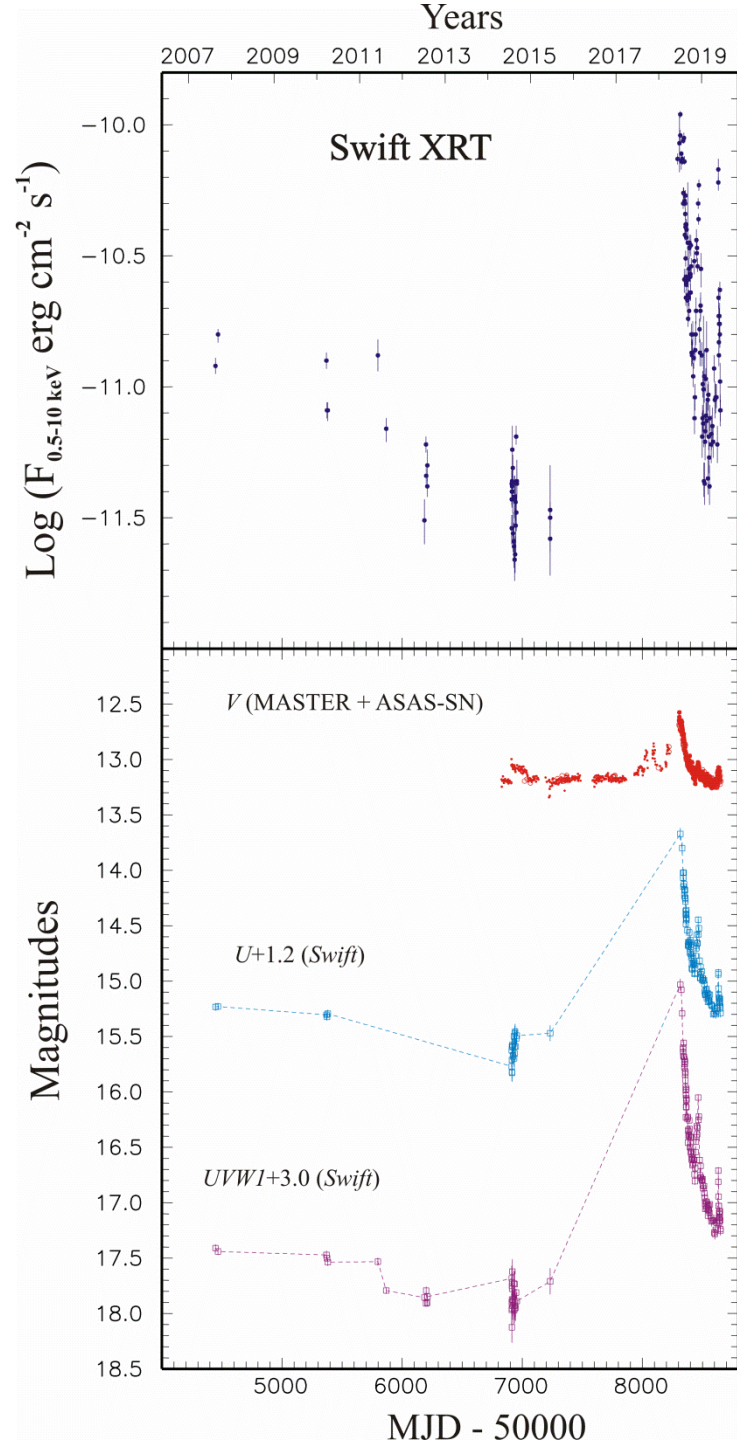 Years
2007 2009 2011 2013 2015 2017 2019
Swift XRT
Log (F0.5-10 keV erg cm-2 s-1)
−10.0
−10.5
−11.0
−11.5
V (MASTER + ASAS-SN)
U+1.2 (Swift)
UVW1+3.0 (Swift)
Magnitudes
12.5
13.0
13.5
14.0
14.5
15.0
15.5
16.0
16.5
17.0
17.5
18.0
18.5
5000 6000 7000 8000
MJD - 50000